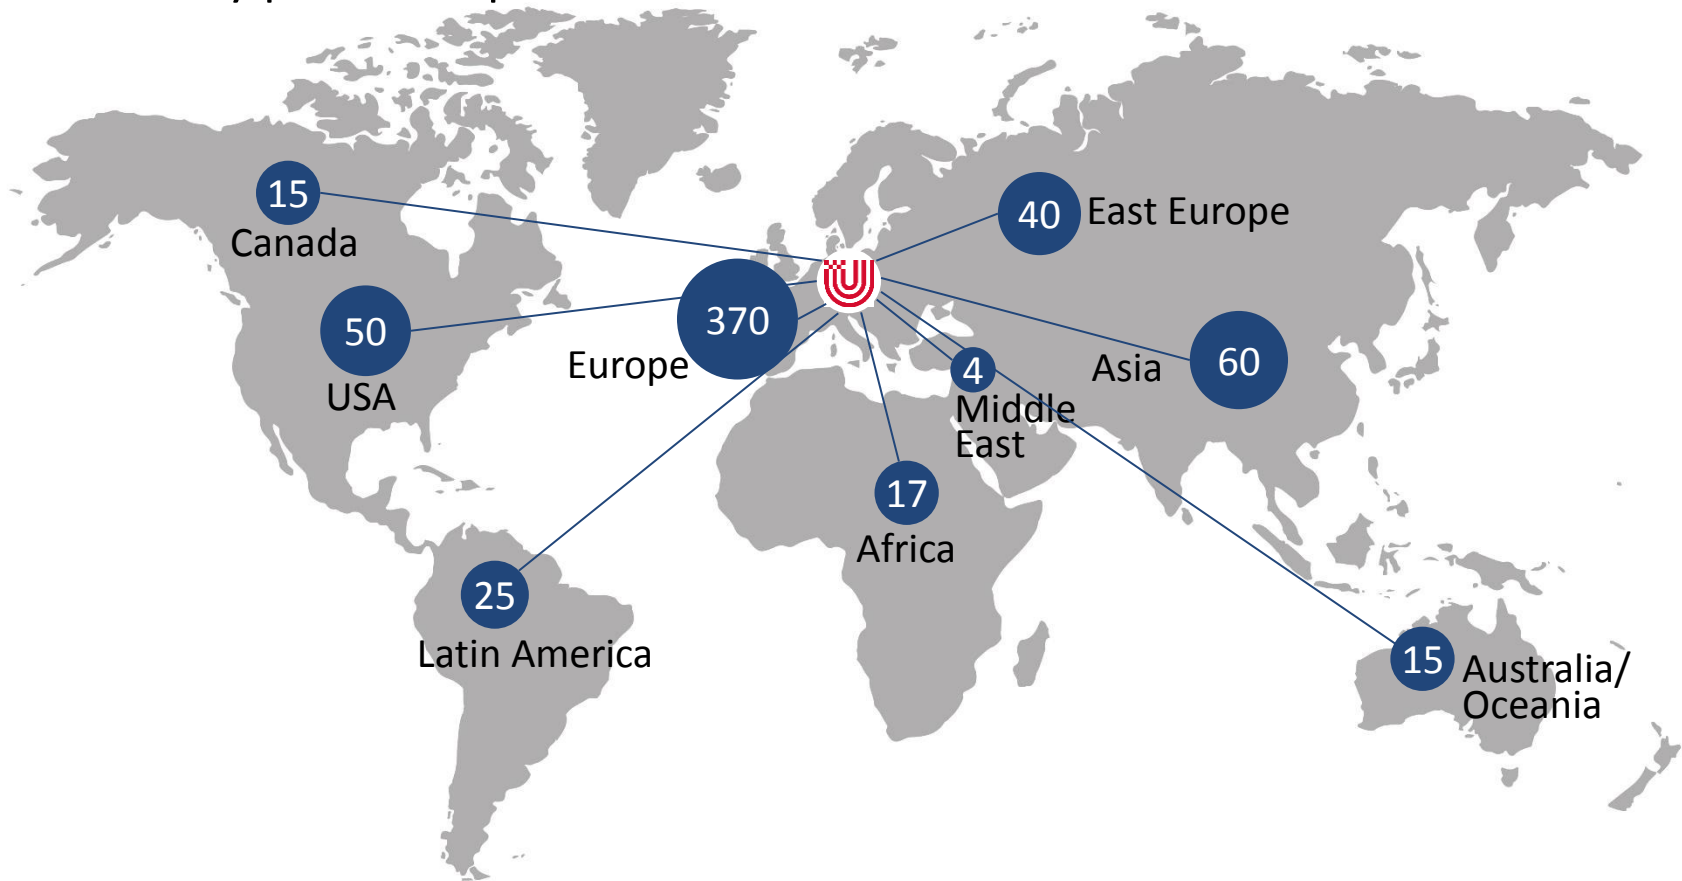 15
Canada
40
East Europe
50
USA
370
Europe
4
Middle
East
Asia
60
17
Africa
25
Latin America
15
Australia/
Oceania